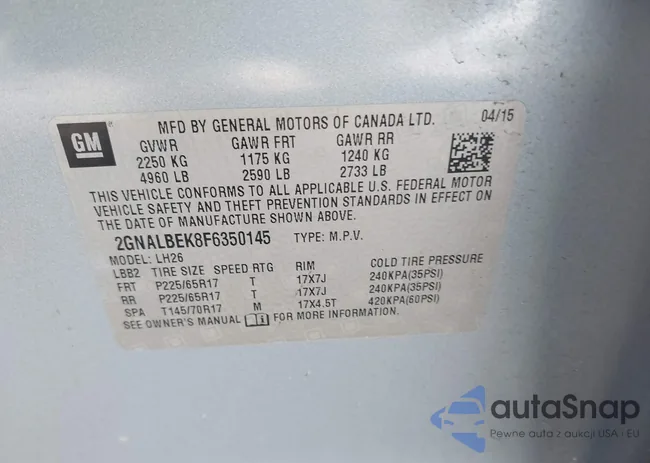 GM
MFD BY GENERAL MOTORS OF CANADA LTD. 04/15
GVWR GAWR FRT GAWR RR
2250 KG 1175 KG 1240 KG
4960 LB 2590 LB 2733 LB
THIS VEHICLE CONFORMS TO ALL APPLICABLE U.S. FEDERAL MOTOR
VEHICLE SAFETY AND THEFT PREVENTION STANDARDS IN EFFECT ON
THE DATE OF MANUFACTURE SHOWN ABOVE.
2GNALBEK8F6350145 TYPE: M.P.V.
MODEL: LH26
LBB2 TIRE SIZE SPEED RTG RIM COLD TIRE PRESSURE
FRT P225/65R17 T 17X7J 240KPA(35PSI)
RR P225/65R17 T 17X7J 240KPA(35PSI)
SPA T145/70R17 M 17X4.5T 420KPA(60PSI)
SEE OWNER'S MANUAL FOR MORE INFORMATION.
autaSnap
Pewne auta z aukcji USA i EU